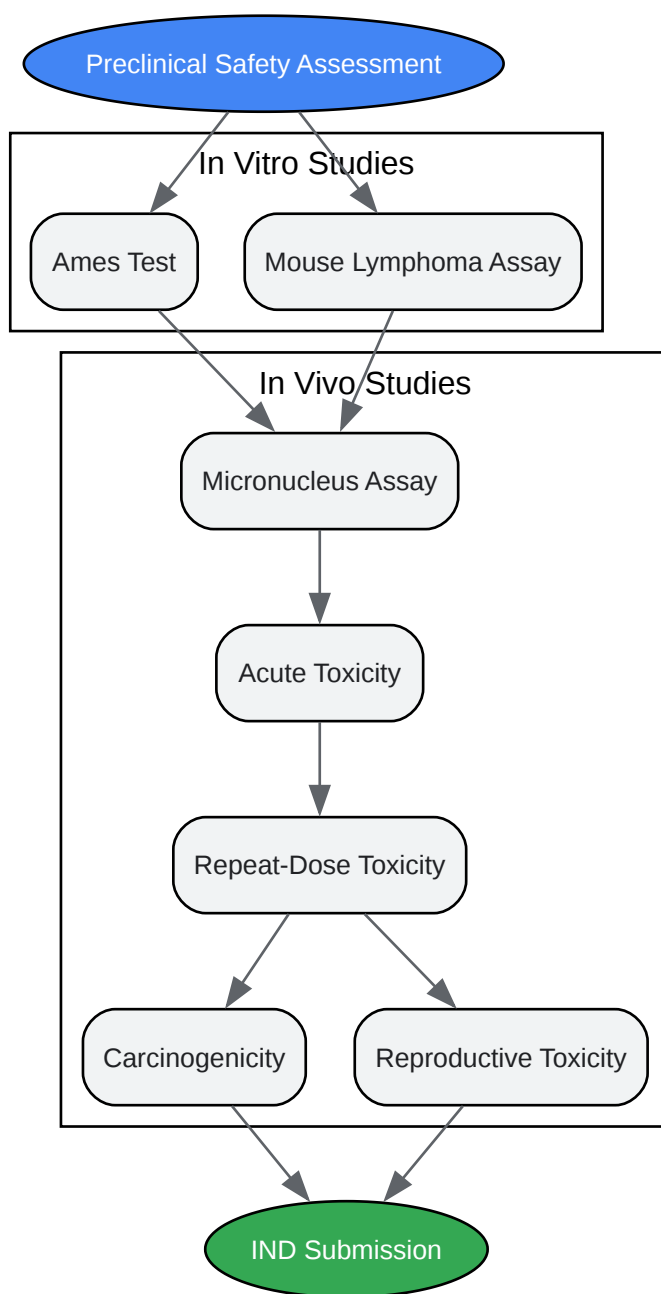 Preclinical Safety Assessment
In Vitro Studies
Ames Test
Mouse Lymphoma Assay
In Vivo Studies
Micronucleus Assay
Acute Toxicity
Repeat-Dose Toxicity
Carcinogenicity
Reproductive Toxicity
IND Submission